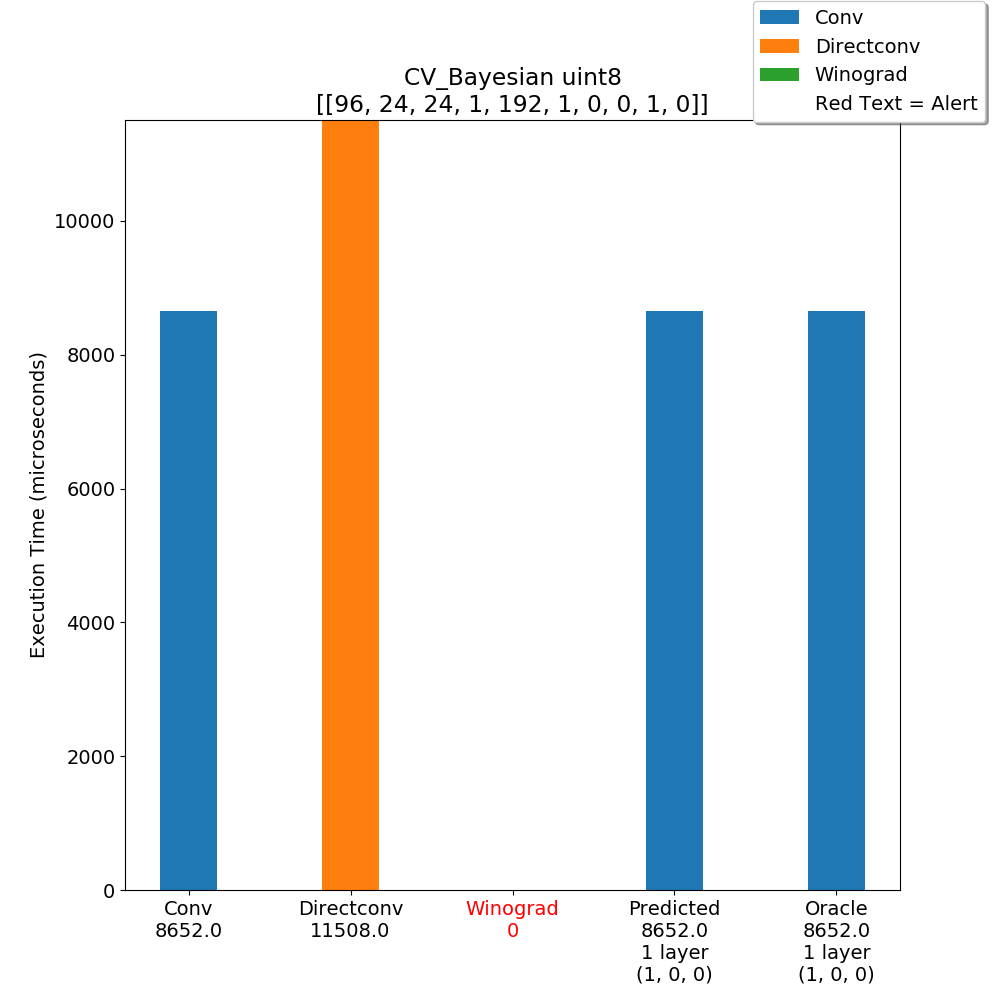 Conv
Directconv
Winograd
Red Text = Alert
CV_Bayesian uint8
[[96, 24, 24, 1, 192, 1, 0, 0, 1, 0]]
Execution Time (microseconds)
10000
8000
6000
4000
2000
0
Conv
8652.0
Directconv
11508.0
Winograd
0
Predicted
8652.0
1 layer
(1, 0, 0)
Oracle
8652.0
1 layer
(1, 0, 0)